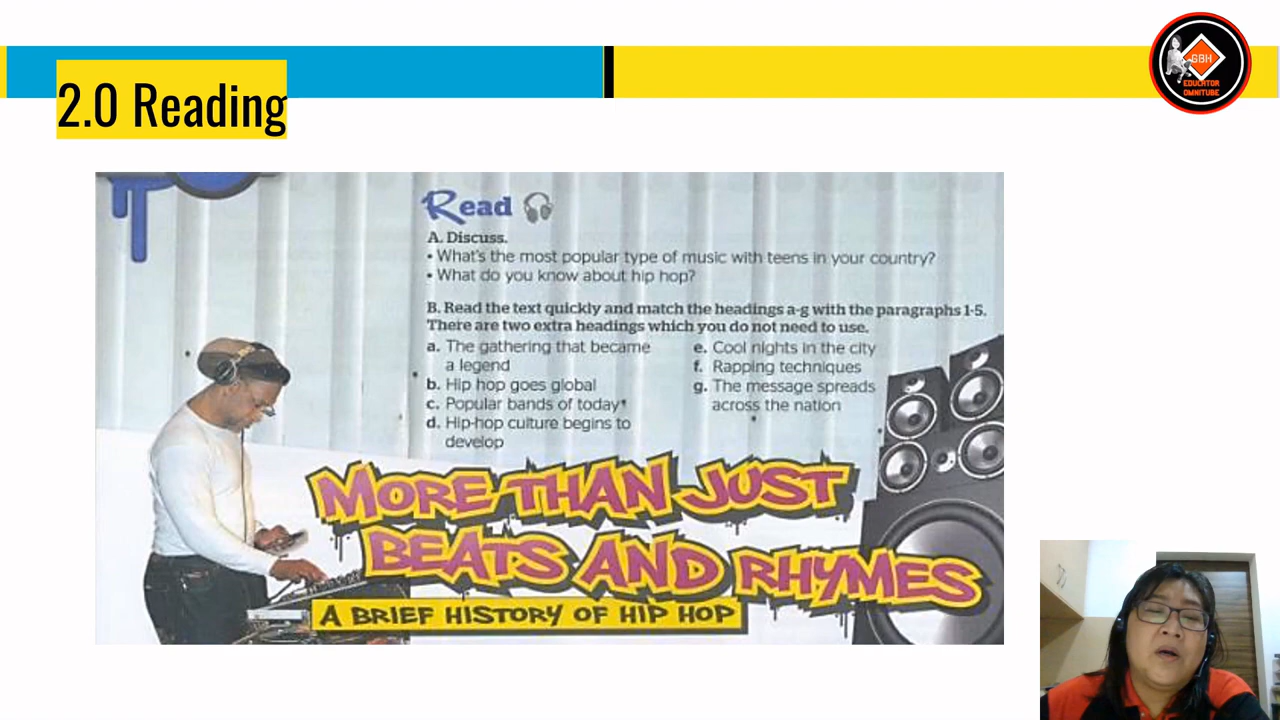 2.0 Reading
GBH
EDUCATOR
OMNITUBE
Read
A. Discuss.
• What's the most popular type of music with teens in your country?
• What do you know about hip hop?
B. Read the text quickly and match the headings a-g with the paragraphs 1-5.
There are two extra headings which you do not need to use.
a. The gathering that became
a legend
b. Hip hop goes global
c. Popular bands of today
d. Hip-hop culture begins to
develop
e. Cool nights in the city
f. Rapping techniques
g. The message spreads
across the nation
MORE THAN JUST
BEATS AND RHYMES
A BRIEF HISTORY OF HIP HOP